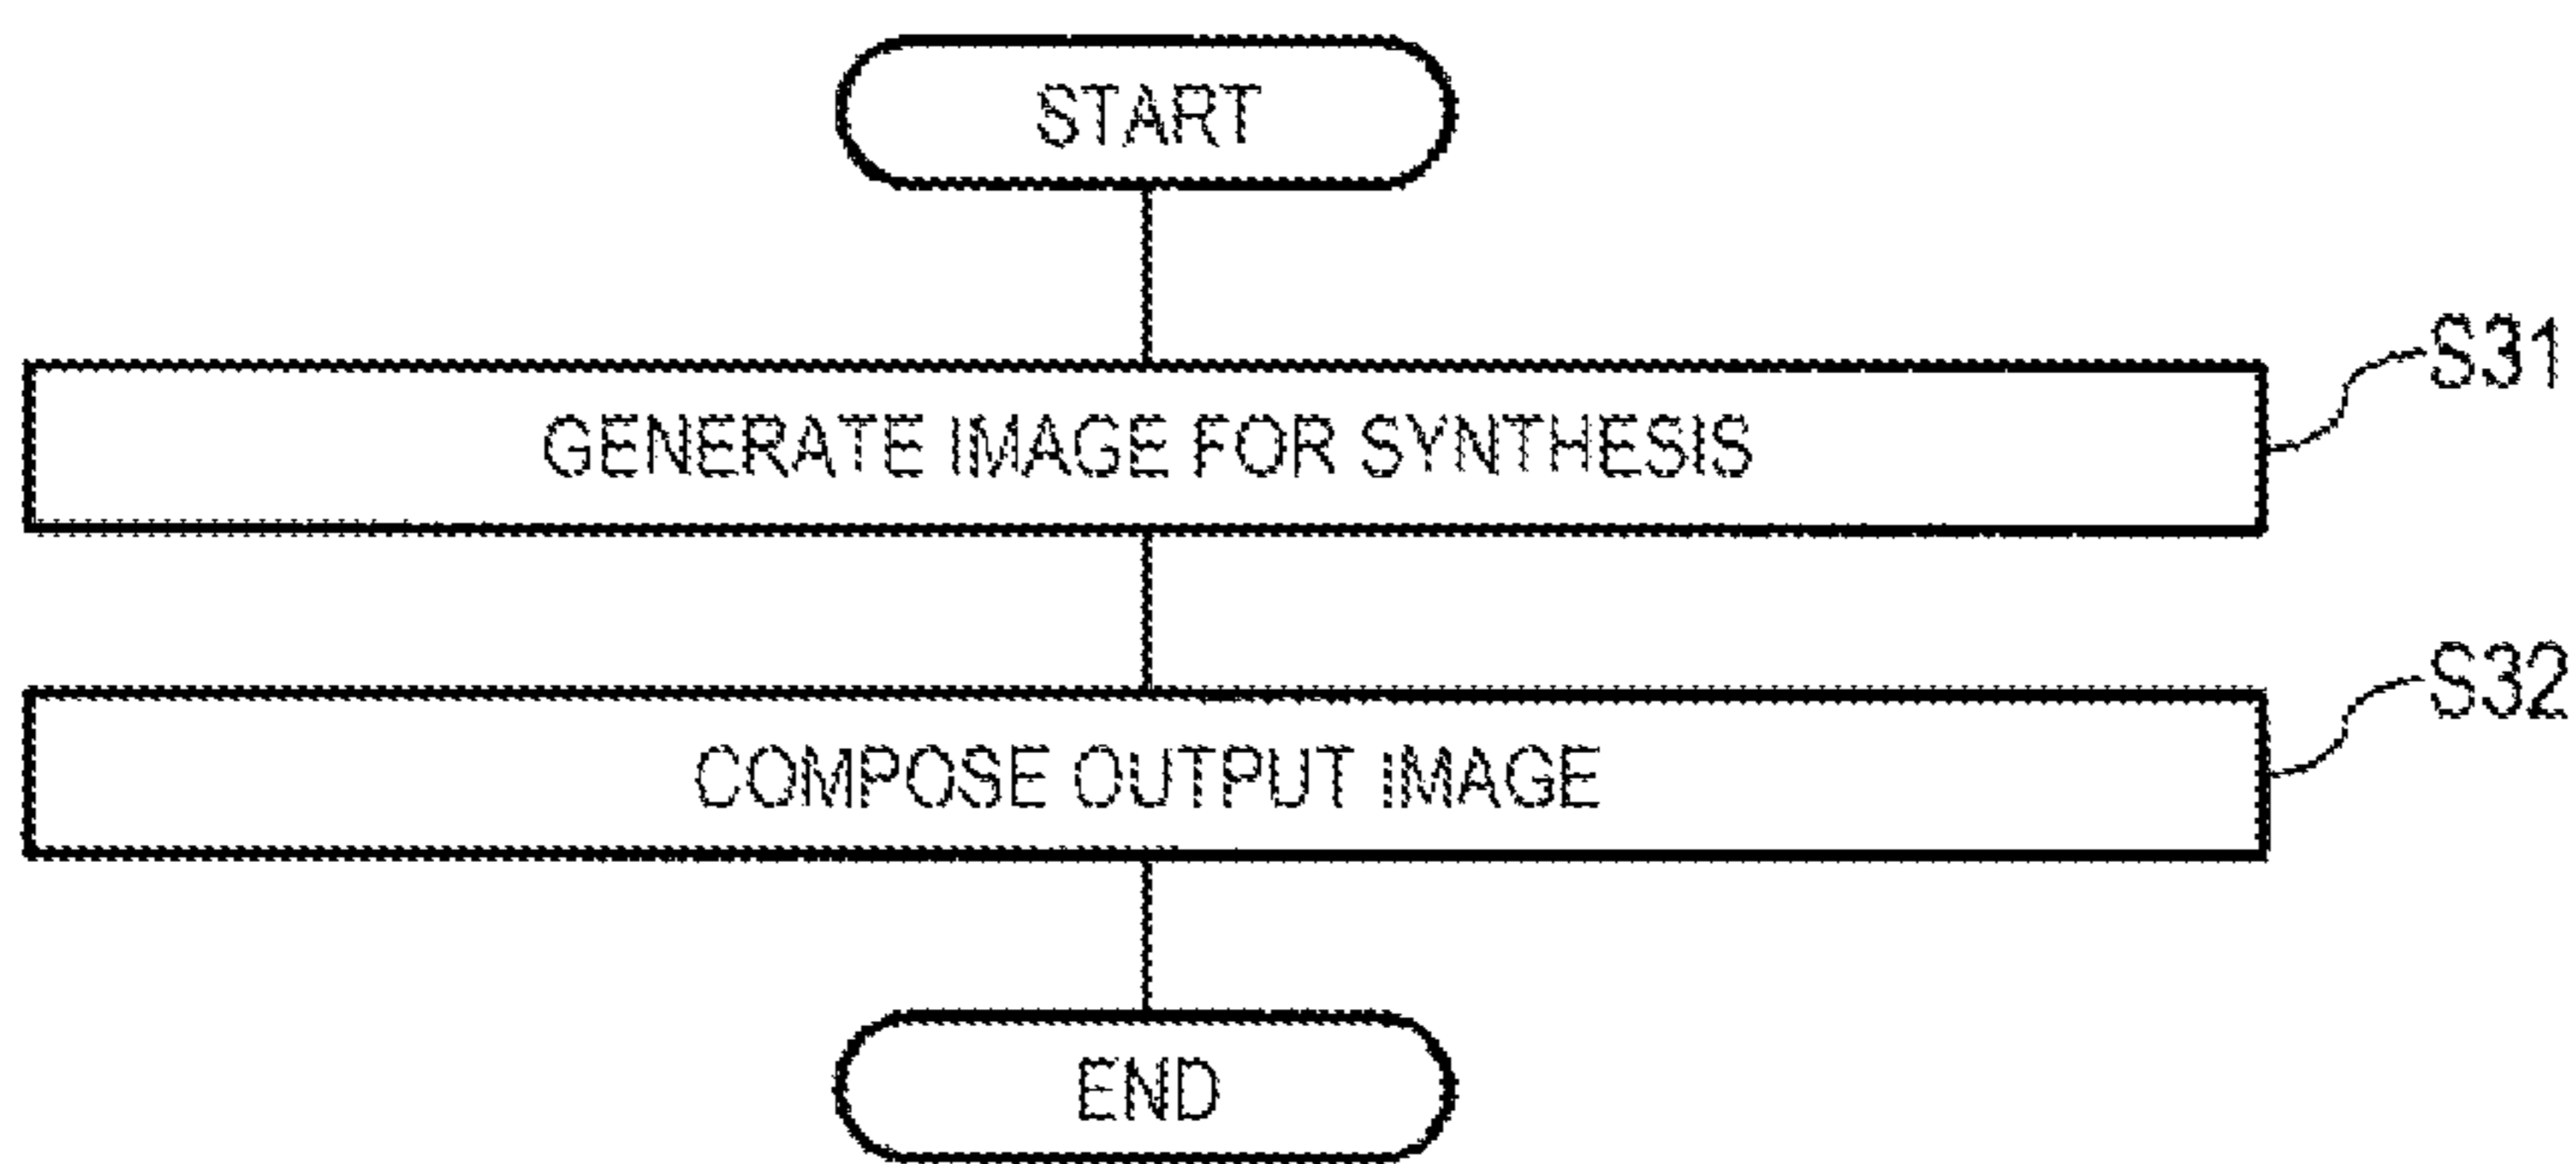 START
GENERATE IMAGE FOR SYNTHESIS
S31
COMPOSE OUTPUT IMAGE
S32
END